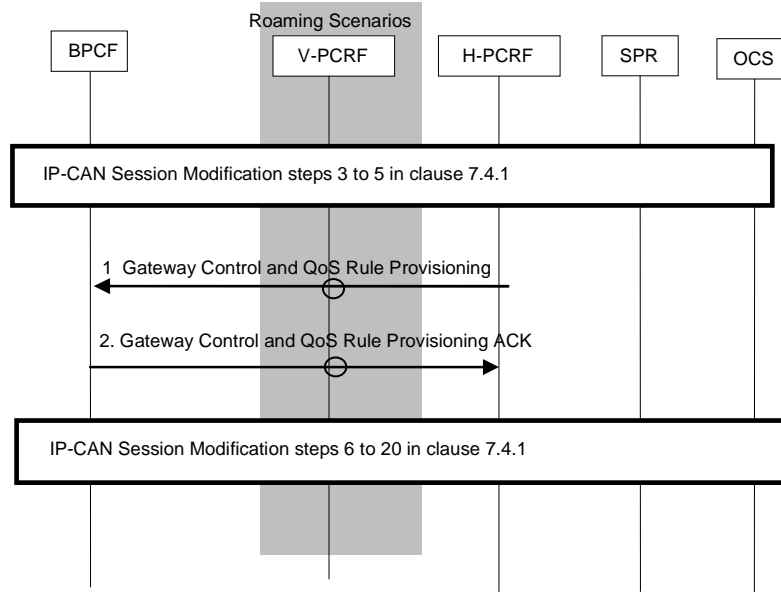 Roaming Scenarios
BPCF
V-PCRF
H-PCRF
SPR
OCS
IP-CAN Session Modification steps 3 to 5 in clause 7.4.1
1 Gateway Control and QoS Rule Provisioning
2. Gateway Control and QoS Rule Provisioning ACK
IP-CAN Session Modification steps 6 to 20 in clause 7.4.1